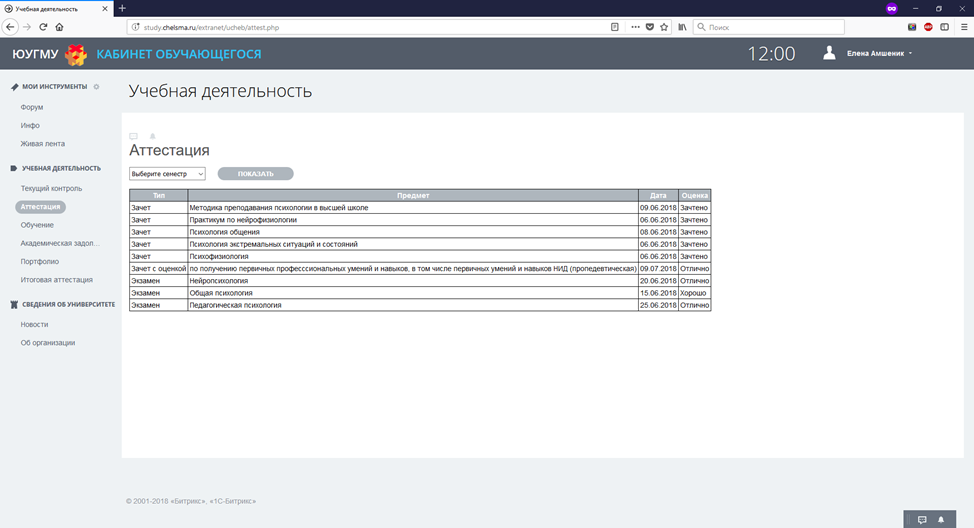 Учебная деятельность
study.chelsma.ru/extranet/ucheb/attest.php
Поиск
ЮУГМУ КАБИНЕТ ОБУЧАЮЩЕГОСЯ 12:00 Елена Амшеник
МОИ ИНСТРУМЕНТЫ
Форум
Инфо
Живая лента
УЧЕБНАЯ ДЕЯТЕЛЬНОСТЬ
Текущий контроль
Аттестация
Обучение
Академическая задол...
Портфолио
Итоговая аттестация
СВЕДЕНИЯ ОБ УНИВЕРСИТЕТЕ
Новости
Об организации
Учебная деятельность
Аттестация
Выберите семестр ПОКАЗАТЬ
Тип Предмет Дата Оценка
Зачет Методика преподавания психологии в высшей школе 09.06.2018 Зачтено
Зачет Практикум по нейрофизиологии 06.06.2018 Зачтено
Зачет Психология общения 08.06.2018 Зачтено
Зачет Психология экстремальных ситуаций и состояний 06.06.2018 Зачтено
Зачет Психофизиология 06.06.2018 Зачтено
Зачет с оценкой по получению первичных професссиональных умений и навыков, в том числе первичных умений и навыков НИД (пропедевтическая) 09.07.2018 Отлично
Экзамен Нейропсихология 20.06.2018 Отлично
Экзамен Общая психология 15.06.2018 Хорошо
Экзамен Педагогическая психология 25.06.2018 Отлично
© 2001-2018 «Битрикс», «1С-Битрикс»